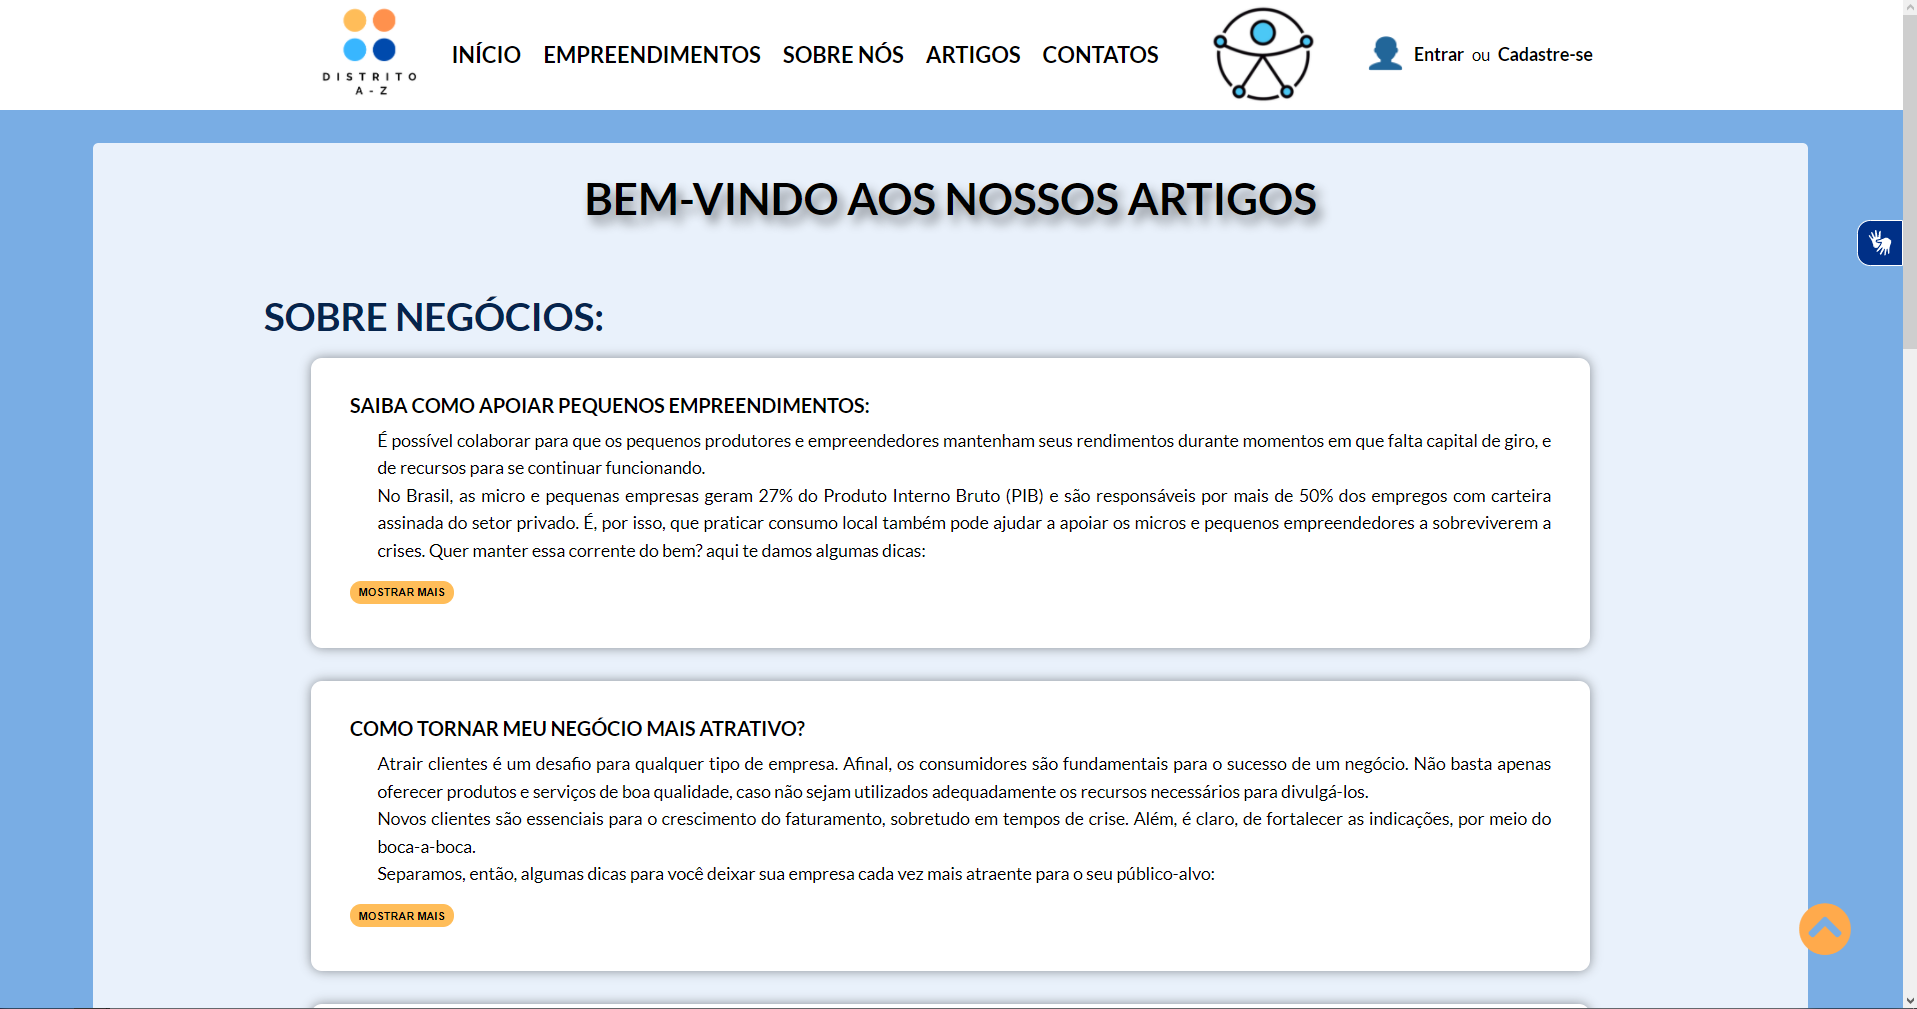 DISTRITO
A - Z
INÍCIO EMPREENDIMENTOS SOBRE NÓS ARTIGOS CONTATOS
Entrar ou Cadastre-se
BEM-VINDO AOS NOSSOS ARTIGOS
SOBRE NEGÓCIOS:
SAIBA COMO APOIAR PEQUENOS EMPREENDIMENTOS:
É possível colaborar para que os pequenos produtores e empreendedores mantenham seus rendimentos durante momentos em que falta capital de giro, e
de recursos para se continuar funcionando.
No Brasil, as micro e pequenas empresas geram 27% do Produto Interno Bruto (PIB) e são responsáveis por mais de 50% dos empregos com carteira
assinada do setor privado. É, por isso, que praticar consumo local também pode ajudar a apoiar os micros e pequenos empreendedores a sobreviverem a
crises. Quer manter essa corrente do bem? aqui te damos algumas dicas:
MOSTRAR MAIS
COMO TORNAR MEU NEGÓCIO MAIS ATRATIVO?
Atrair clientes é um desafio para qualquer tipo de empresa. Afinal, os consumidores são fundamentais para o sucesso de um negócio. Não basta apenas
oferecer produtos e serviços de boa qualidade, caso não sejam utilizados adequadamente os recursos necessários para divulgá-los.
Novos clientes são essenciais para o crescimento do faturamento, sobretudo em tempos de crise. Além, é claro, de fortalecer as indicações, por meio do
boca-a-boca.
Separamos, então, algumas dicas para você deixar sua empresa cada vez mais atraente para o seu público-alvo:
MOSTRAR MAIS